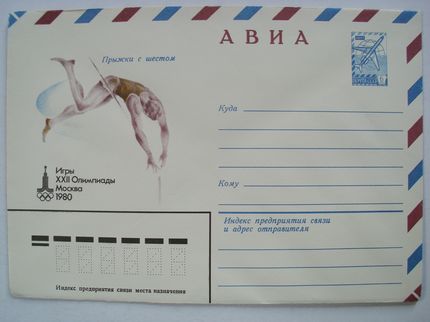 АВИА
Прыжки с шестом
Куда
Игры
XXII Олимпиады
Москва
1980
Кому
Индекс предприятия связи
и адрес отправителя
Индекс предприятия связи места назначения